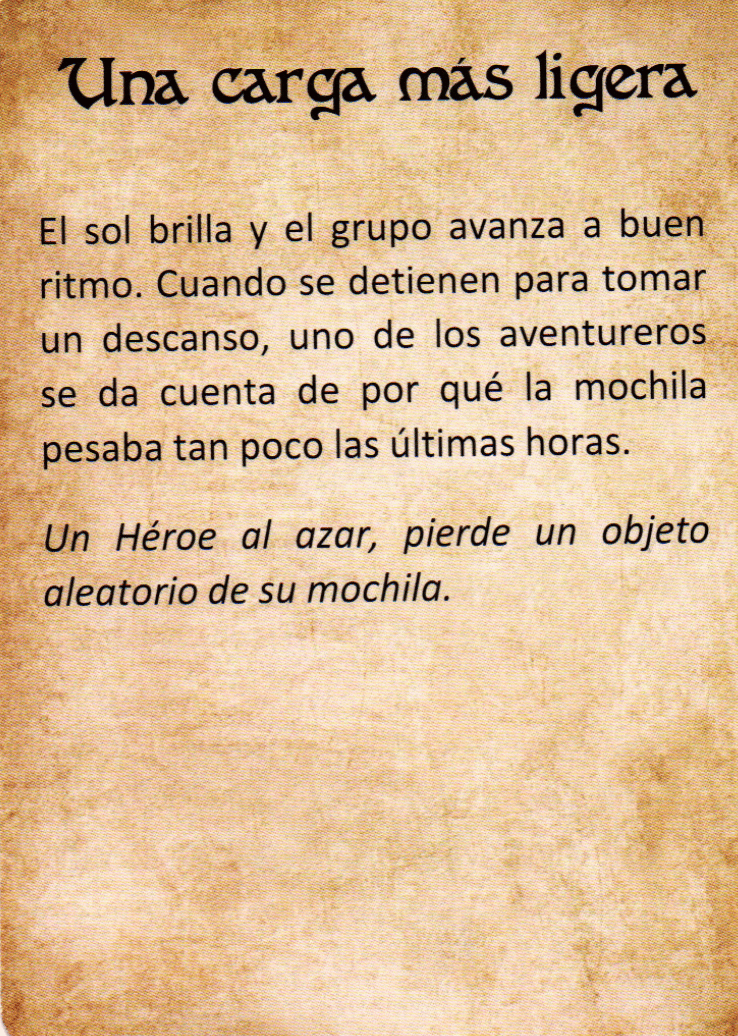 Una carga más ligera
El sol brilla y el grupo avanza a buen
ritmo. Cuando se detienen para tomar
un descanso, uno de los aventureros
se da cuenta de por qué la mochila
pesaba tan poco las últimas horas.
Un Héroe al azar, pierde un objeto
aleatorio de su mochila.